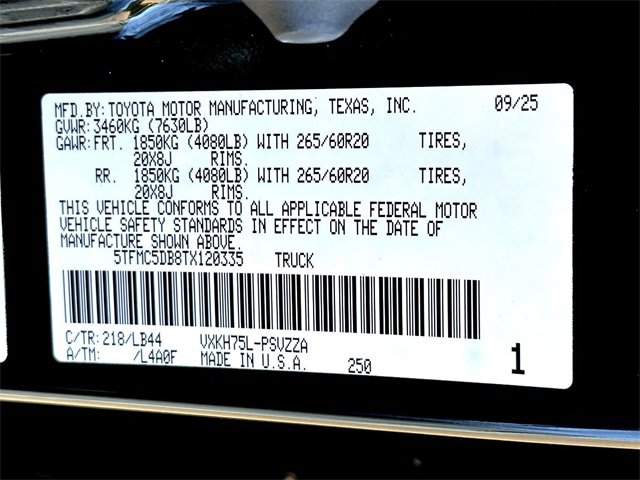 MFD.BY: TOYOTA MOTOR MANUFACTURING, TEXAS, INC. 09/25
GVWR: 3460KG (7630LB)
GAWR: FRT. 1850KG (4080LB) WITH 265/60R20 TIRES,
20X8J RIMS.
RR. 1850KG (4080LB) WITH 265/60R20 TIRES,
20X8J RIMS.
THIS VEHICLE CONFORMS TO ALL APPLICABLE FEDERAL MOTOR
VEHICLE SAFETY STANDARDS IN EFFECT ON THE DATE OF
MANUFACTURE SHOWN ABOVE.
5TFMC5DB8TX120335 TRUCK
C/TR: 218/LB44 VXKH75L-PSVZZA
A/TM: /L4A0F MADE IN U.S.A. 250 1